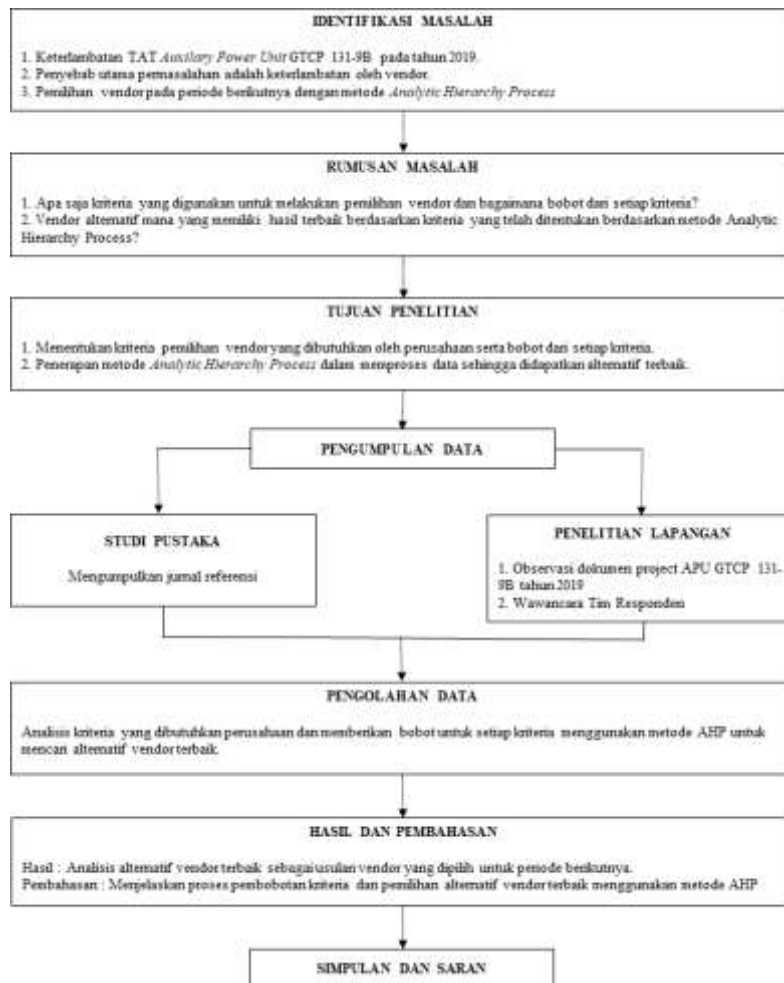 IDENTIFIKASI MASALAH
1. Keterlambatan TAT Auxilary Power Unit GTCP 131-9B pada tahun 2019.
2. Penyebab utama permasalahan adalah keterlambatan oleh vendor.
3. Pemilihan vendor pada periode berikutnya dengan metode Analytic Hierarchy Process
RUMUSAN MASALAH
1. Apa saja kriteria yang digunakan untuk melakukan pemilihan vendor dan bagaimana bobot dari setiap kriteria?
2. Vendor alternatif mana yang memiliki hasil terbaik berdasarkan kriteria yang telah ditentukan berdasarkan metode Analytic
Hierarchy Process?
TUJUAN PENELITIAN
1. Menentukan kriteria pemilihan vendor yang dibutuhkan oleh perusahaan serta bobot dari setiap kriteria.
2. Penerapan metode Analytic Hierarchy Process dalam memproses data sehingga didapatkan alternatif terbaik.
PENGUMPULAN DATA
STUDI PUSTAKA
Mengumpulkan jurnal referensi
PENELITIAN LAPANGAN
1. Observasi dokumen project APU GTCP 131-
9B tahun 2019
2. Wawancara Tim Responden
PENGOLAHAN DATA
Analisis kriteria yang dibutuhkan perusahaan dan memberikan bobot untuk setiap kriteria menggunakan metode AHP untuk
mencari alternatif vendor terbaik.
HASIL DAN PEMBAHASAN
Hasil : Analisis alternatif vendor terbaik sebagai usulan vendor yang dipilih untuk periode berikutnya.
Pembahasan : Menjelaskan proses pembobotan kriteria dan pemilihan alternatif vendor terbaik menggunakan metode AHP
SIMPULAN DAN SARAN